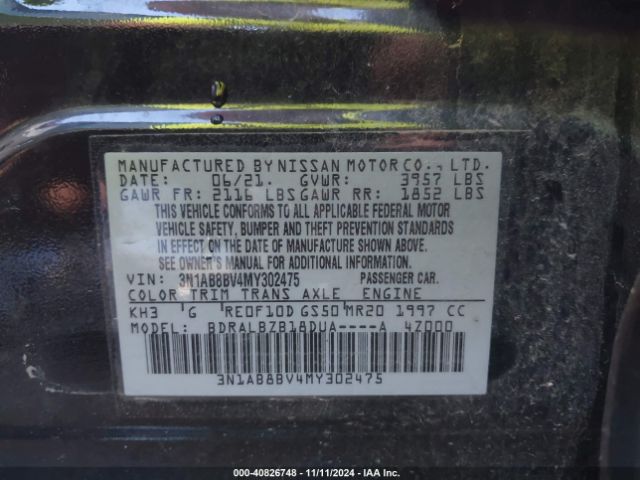 MANUFACTURED BY NISSAN MOTOR CO., LTD.
DATE: 06/21. GVWR: 3957 LBS
GAWR FR: 2116 LBS GAWR RR: 1852 LBS
THIS VEHICLE CONFORMS TO ALL APPLICABLE FEDERAL MOTOR
VEHICLE SAFETY, BUMPER AND THEFT PREVENTION STANDARDS
IN EFFECT ON THE DATE OF MANUFACTURE SHOWN ABOVE.
SEE OWNER'S MANUAL FOR ADDITIONAL INFORMATION.
VIN: 3N1AB8BV4MY302475 PASSENGER CAR.
COLOR TRIM TRANS AXLE ENGINE
KH3 G RE0F10D GS50 MR20 1997 CC
MODEL: BDRALBZB18DUA----A 4Z000
3N1AB8BV4MY302475
000-40826748 - 11/11/2024 - IAA Inc.